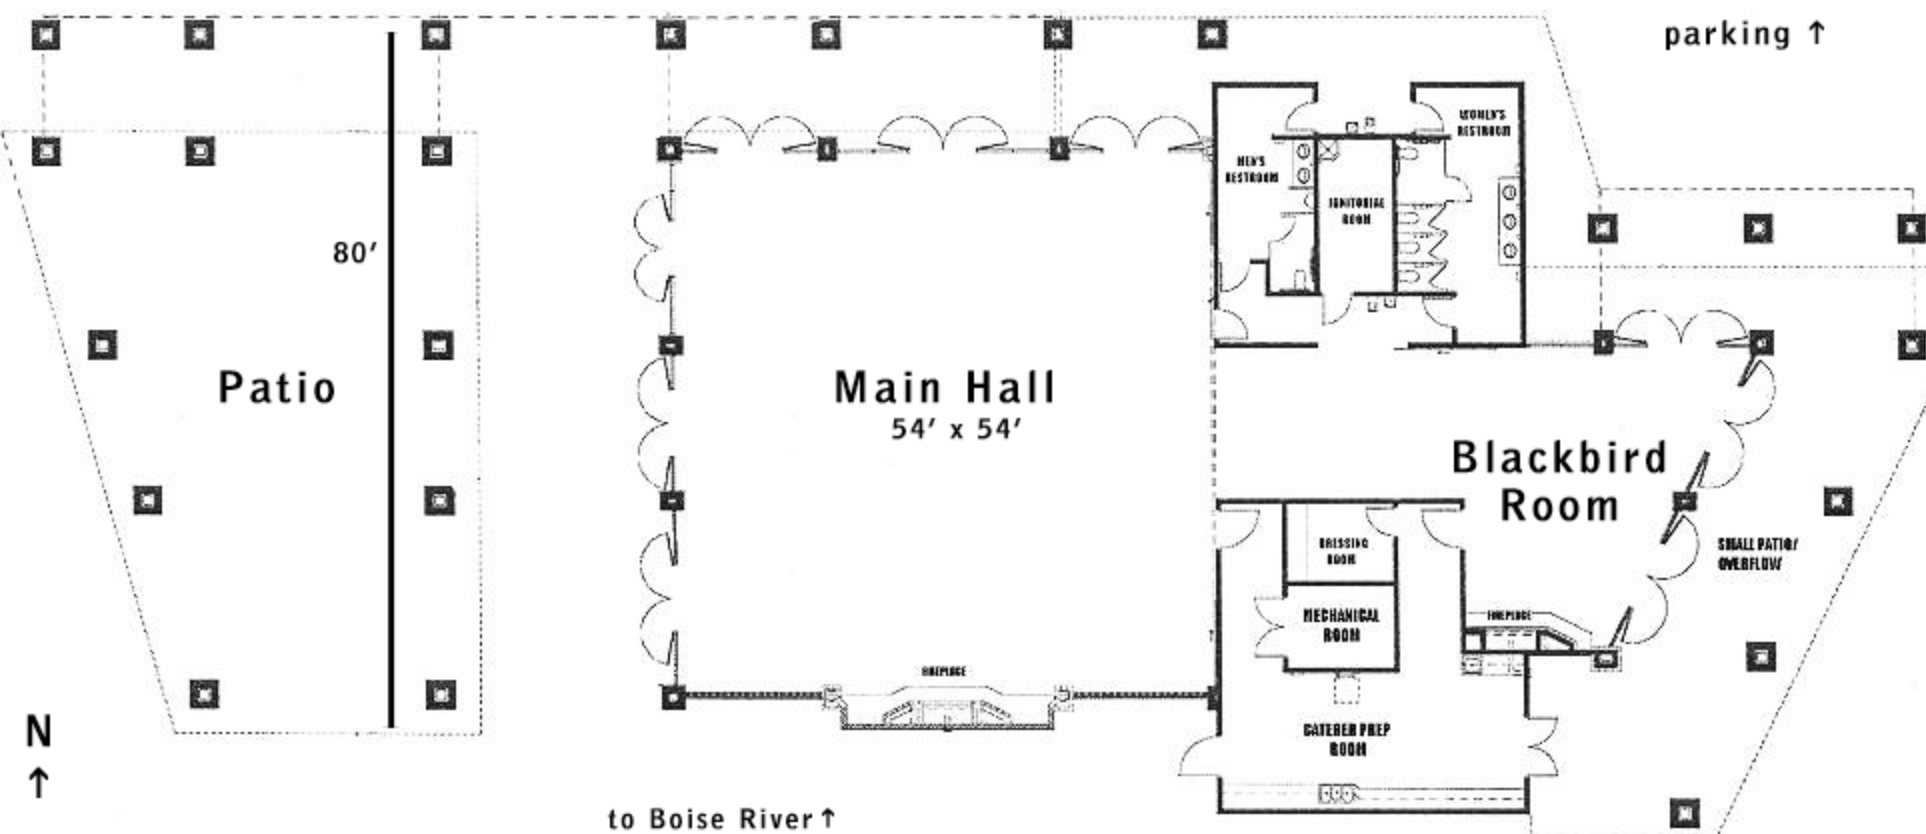 parking ↑
WOMEN'S
RESTROOM
MEN'S
RESTROOM
JANITORIAL
ROOM
80'
Patio
Main Hall
54' x 54'
Blackbird
Room
DRESSING
ROOM
SMALL PATIO/
OVERFLOW
MECHANICAL
ROOM
FIREPLACE
FIREPLACE
CATERER PREP
ROOM
N
↑
to Boise River ↑